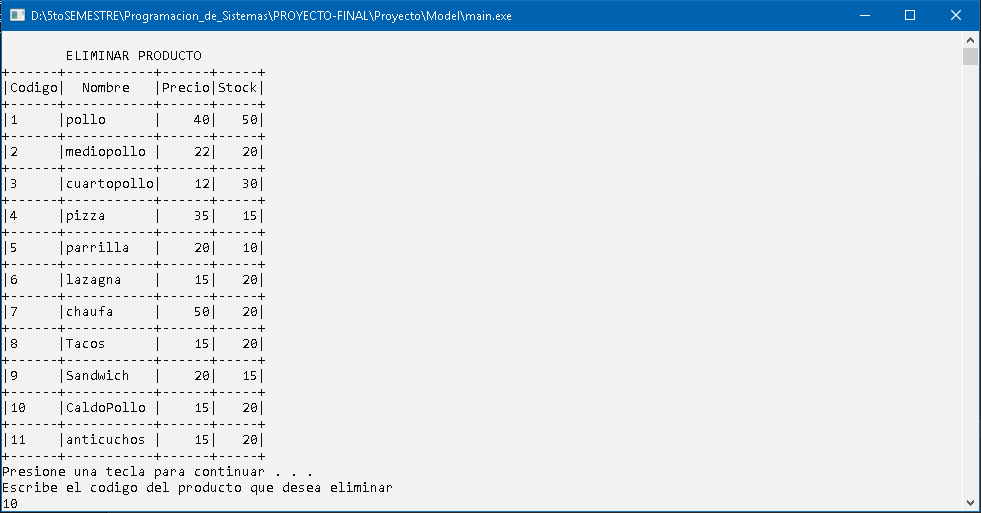 D:\5toSEMESTRE\Programacion_de_Sistemas\PROYECTO-FINAL\Proyecto\Model\main.exe
ELIMINAR PRODUCTO
+------+-----------+------+-----+
|Codigo|  Nombre   |Precio|Stock|
+------+-----------+------+-----+
|1     |pollo      |    40|   50|
+------+-----------+------+-----+
|2     |mediopollo |    22|   20|
+------+-----------+------+-----+
|3     |cuartopollo|    12|   30|
+------+-----------+------+-----+
|4     |pizza      |    35|   15|
+------+-----------+------+-----+
|5     |parrilla   |    20|   10|
+------+-----------+------+-----+
|6     |lazagna    |    15|   20|
+------+-----------+------+-----+
|7     |chaufa     |    50|   20|
+------+-----------+------+-----+
|8     |Tacos      |    15|   20|
+------+-----------+------+-----+
|9     |Sandwich   |    20|   15|
+------+-----------+------+-----+
|10    |CaldoPollo |    15|   20|
+------+-----------+------+-----+
|11    |anticuchos |    15|   20|
+------+-----------+------+-----+
Presione una tecla para continuar . . .
Escribe el codigo del producto que desea eliminar
10